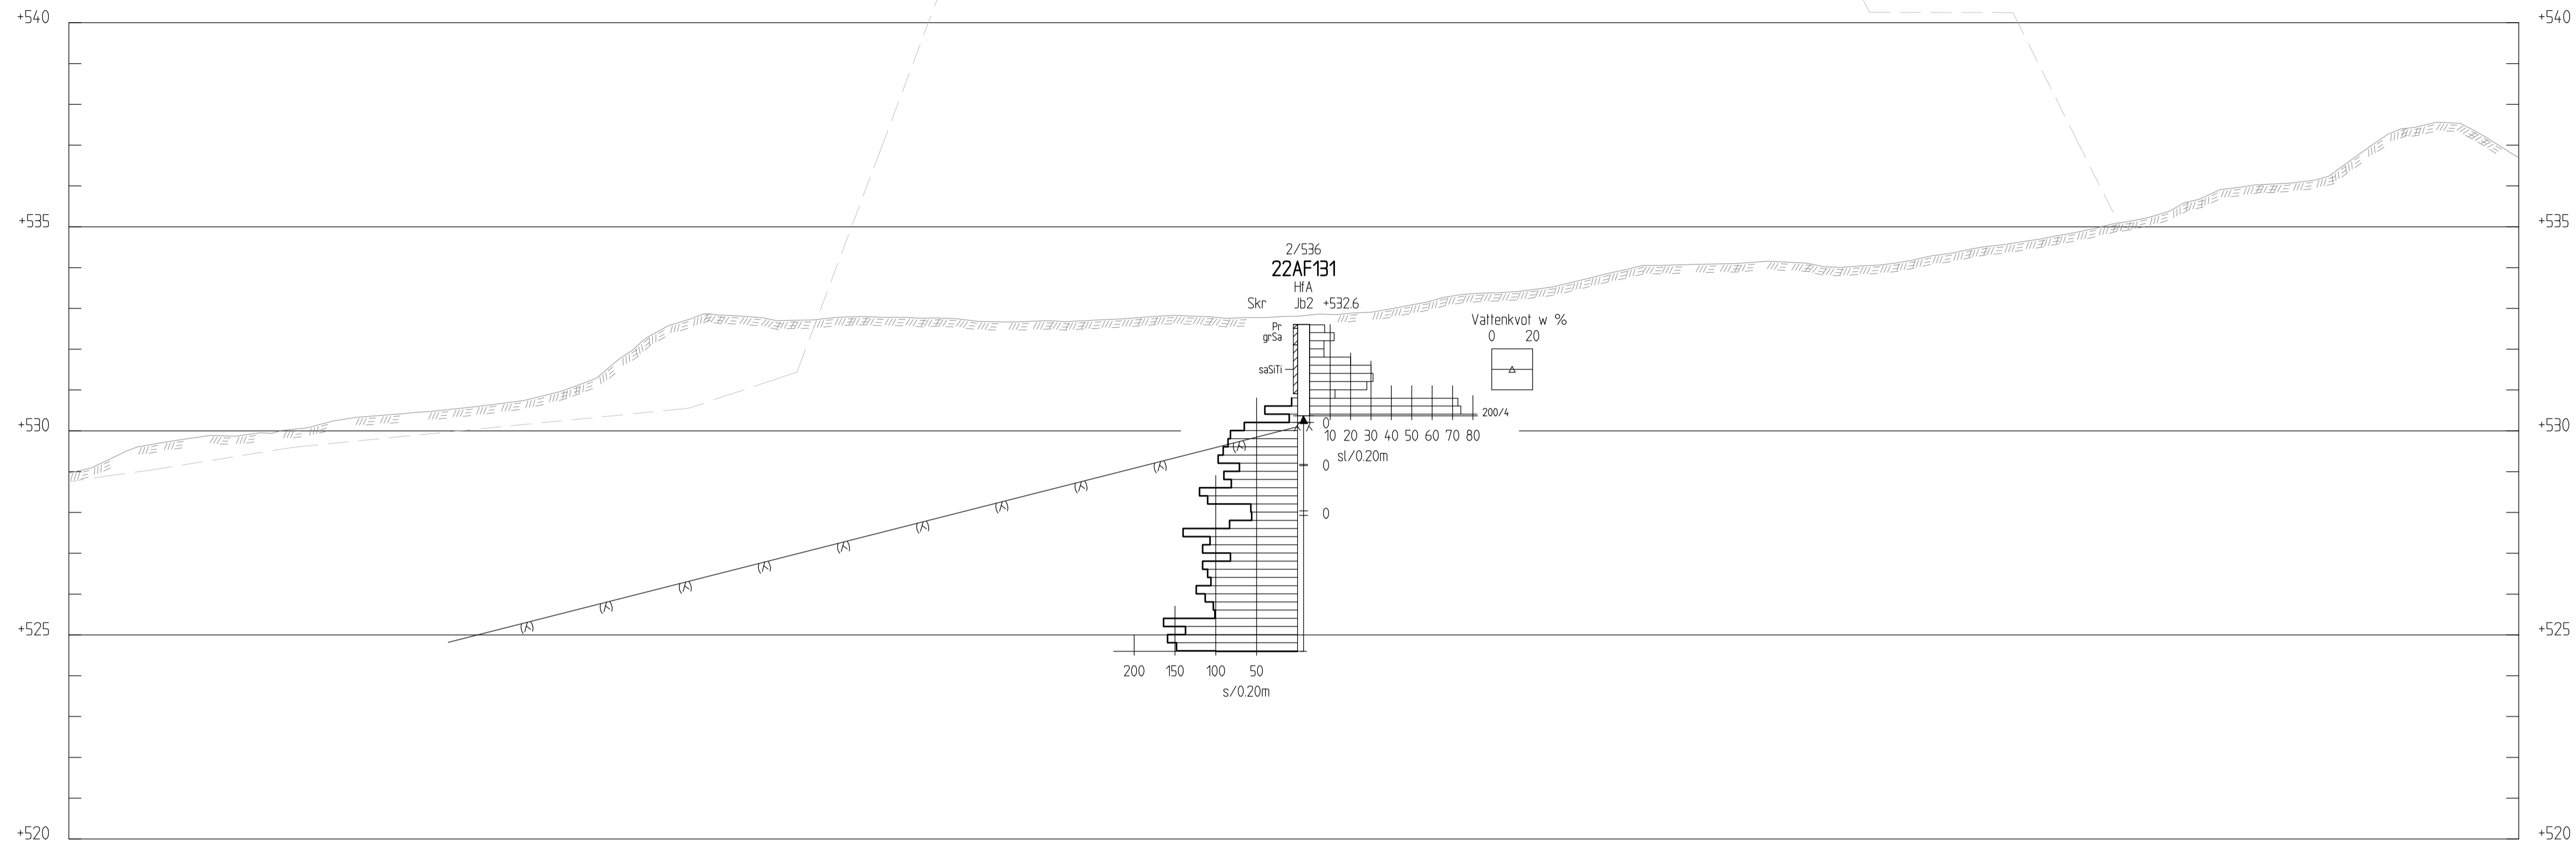 +540 +540
+535 +535
2/536
22AF131
HfA
Skr Jb2 +532.6
Pr
grSa
saSiTi
Vattenkvot w %
0 20
200/4
+530 0 +530
10 20 30 40 50 60 70 80
sl/0.20m
0
0
+525 +525
200 150 100 50
s/0.20m
+520 +520